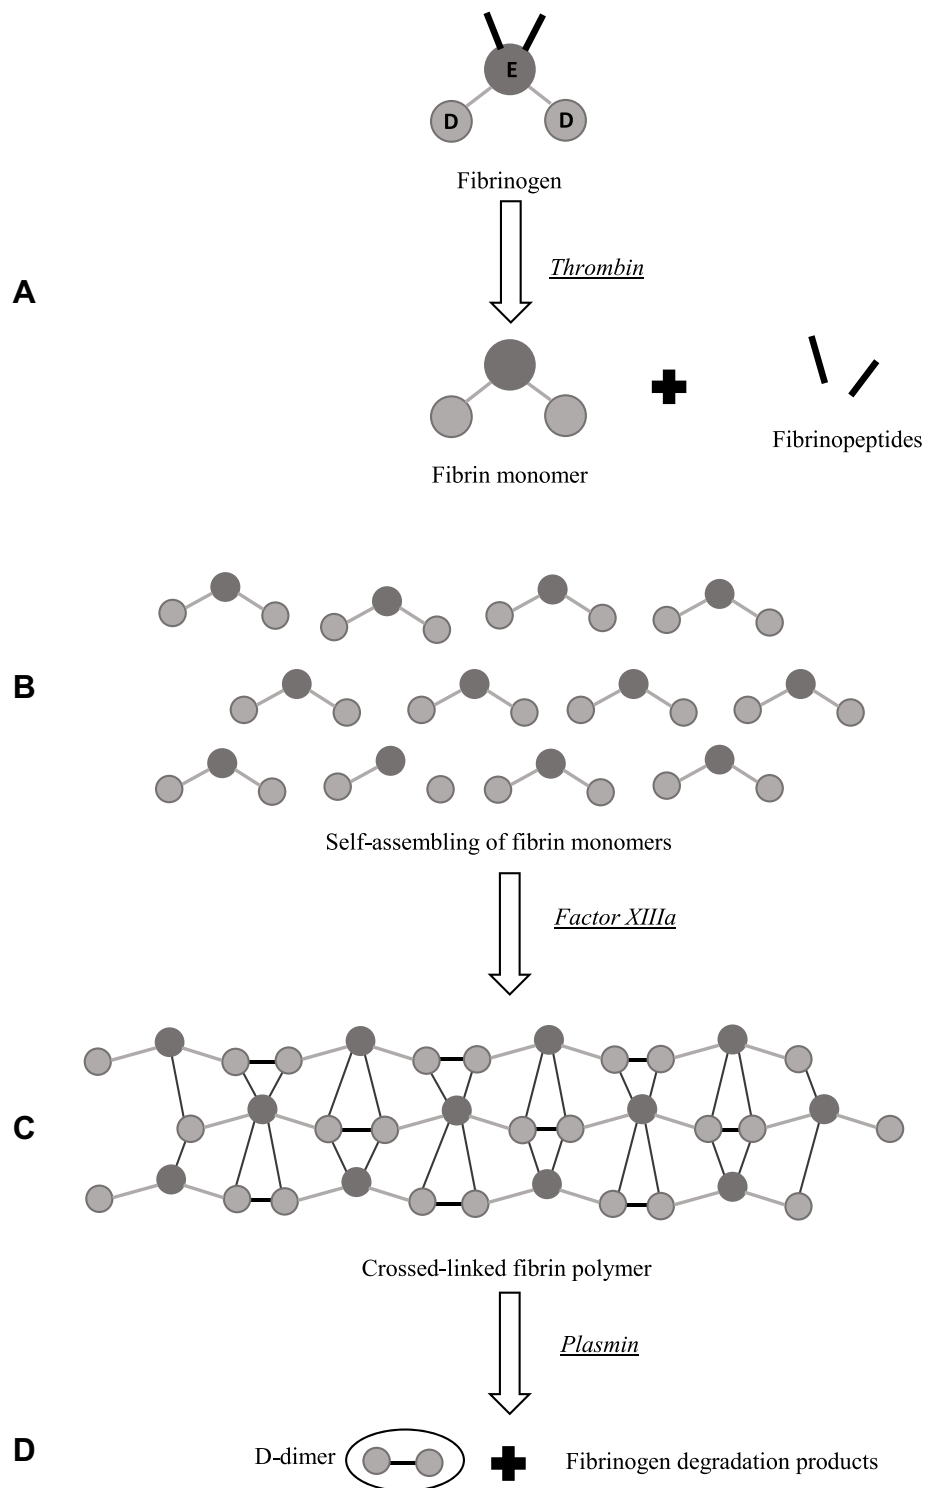 E
D
D
Fibrinogen
Thrombin
A
Fibrinopeptides
Fibrin monomer
B
Self-assembling of fibrin monomers
Factor XIIIa
C
Crossed-linked fibrin polymer
Plasmin
D
D-dimer
Fibrinogen degradation products